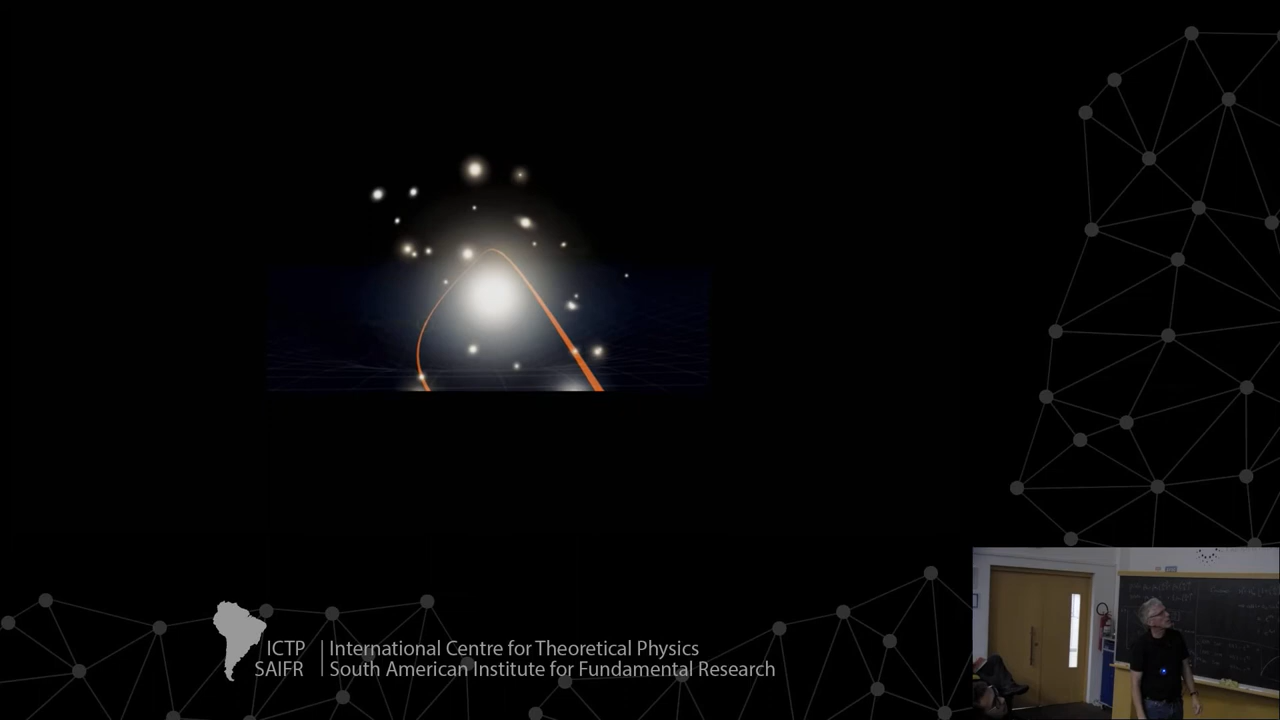 ICTP
SAIFR
International Centre for Theoretical Physics
South American Institute for Fundamental Research